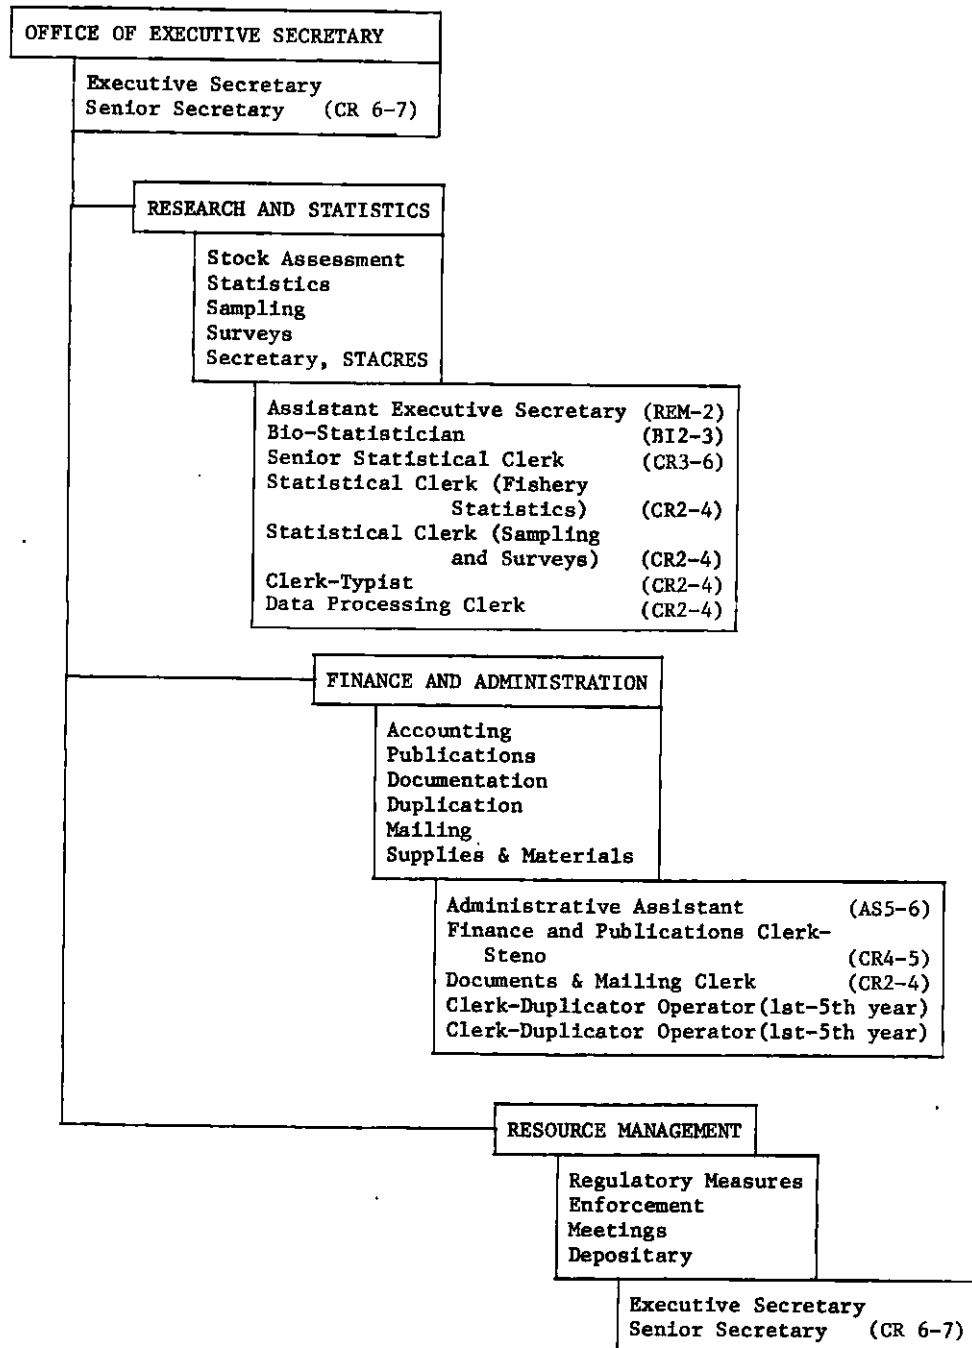 OFFICE OF EXECUTIVE SECRETARY
Executive Secretary
Senior Secretary (CR 6-7)
RESEARCH AND STATISTICS
Stock Assessment
Statistics
Sampling
Surveys
Secretary, STACRES
Assistant Executive Secretary (REM-2)
Bio-Statistician (BI2-3)
Senior Statistical Clerk (CR3-6)
Statistical Clerk (Fishery
Statistics) (CR2-4)
Statistical Clerk (Sampling
and Surveys) (CR2-4)
Clerk-Typist (CR2-4)
Data Processing Clerk (CR2-4)
FINANCE AND ADMINISTRATION
Accounting
Publications
Documentation
Duplication
Mailing
Supplies & Materials
Administrative Assistant (AS5-6)
Finance and Publications Clerk-
Steno (CR4-5)
Documents & Mailing Clerk (CR2-4)
Clerk-Duplicator Operator(1st-5th year)
Clerk-Duplicator Operator(1st-5th year)
RESOURCE MANAGEMENT
Regulatory Measures
Enforcement
Meetings
Depositary
Executive Secretary
Senior Secretary (CR 6-7)